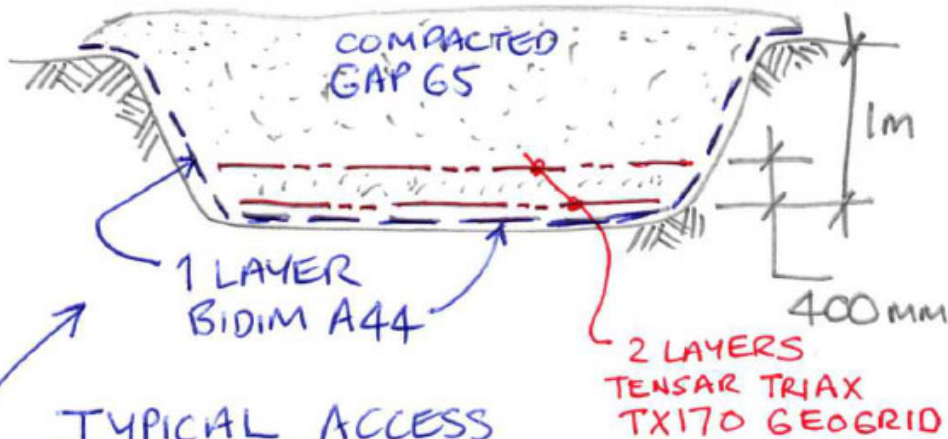 COMPACTED
GAP 65
1m
400mm
1 LAYER
BIDIM A44
2 LAYERS
TENSAR TRIAX
TX170 GEOGRID
TYPICAL ACCESS